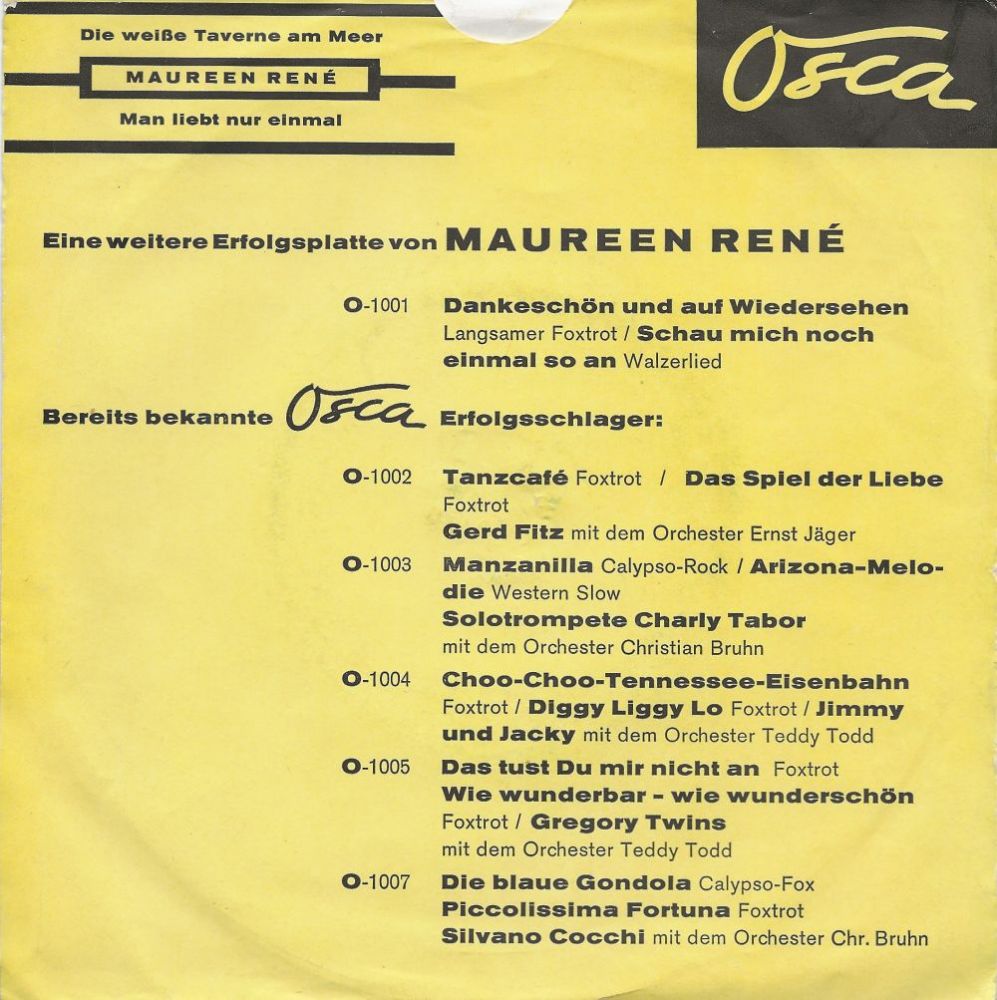 Die weiße Taverne am Meer
MAUREEN RENÉ
Man liebt nur einmal
Osca
Eine weitere Erfolgsplatte von MAUREEN RENÉ
O-1001 Dankeschön und auf Wiedersehen
Langsamer Foxtrot / Schau mich noch
einmal so an Walzerlied
Bereits bekannte Osca Erfolgsschlager:
O-1002 Tanzcafé Foxtrot / Das Spiel der Liebe
Foxtrot
Gerd Fitz mit dem Orchester Ernst Jäger
O-1003 Manzanilla Calypso-Rock / Arizona-Melo-
die Western Slow
Solotrompete Charly Tabor
mit dem Orchester Christian Bruhn
O-1004 Choo-Choo-Tennessee-Eisenbahn
Foxtrot / Diggy Liggy Lo Foxtrot / Jimmy
und Jacky mit dem Orchester Teddy Todd
O-1005 Das tust Du mir nicht an Foxtrot
Wie wunderbar - wie wunderschön
Foxtrot / Gregory Twins
mit dem Orchester Teddy Todd
O-1007 Die blaue Gondola Calypso-Fox
Piccolissima Fortuna Foxtrot
Silvano Cocchi mit dem Orchester Chr. Bruhn